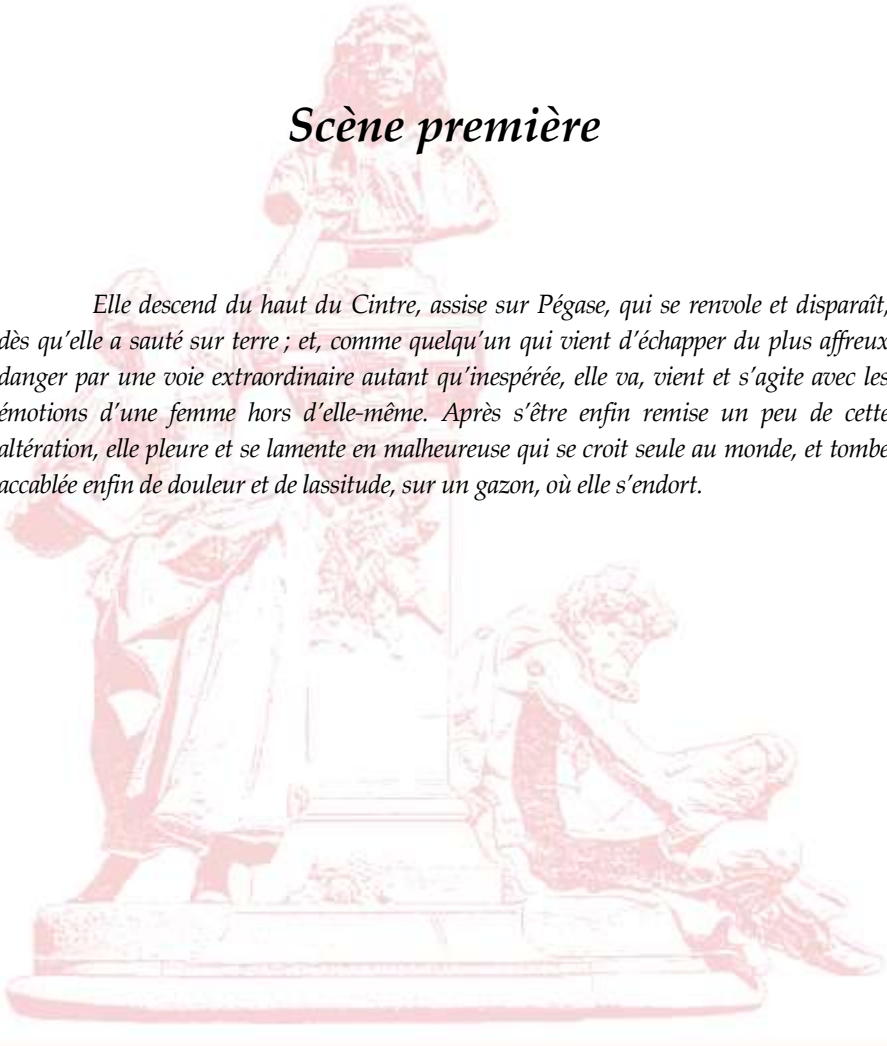 Scène première
Elle descend du haut du Cintre, assise sur Pégase, qui se renvole et disparaît,
dès qu’elle a sauté sur terre ; et, comme quelqu’un qui vient d’échapper du plus affreux
danger par une voie extraordinaire autant qu’inespérée, elle va, vient et s’agite avec les
émotions d’une femme hors d’elle-même. Après s’être enfin remise un peu de cette
altération, elle pleure et se lamente en malheureuse qui se croit seule au monde, et tombe
accablée enfin de douleur et de lassitude, sur un gazon, où elle s’endort.